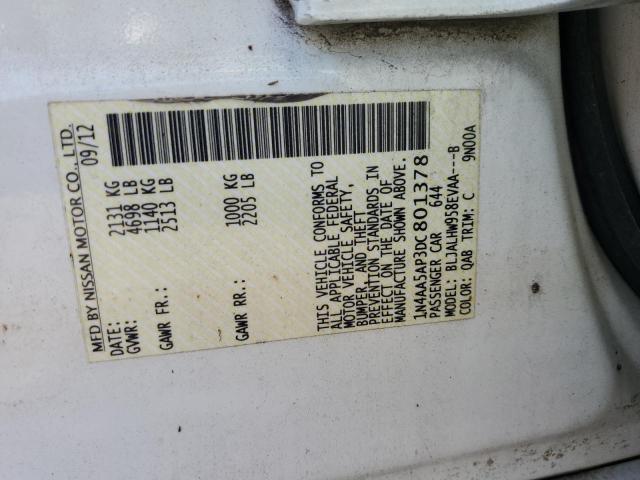 MFD BY NISSAN MOTOR CO., LTD.
DATE: 09/12
GVWR: 2131 KG
4698 LB
GAWR FR.: 1140 KG
2513 LB
GAWR RR.: 1000 KG
2205 LB
THIS VEHICLE CONFORMS TO
ALL APPLICABLE FEDERAL
MOTOR VEHICLE SAFETY,
BUMPER, AND THEFT
PREVENTION STANDARDS IN
EFFECT ON THE DATE OF
MANUFACTURE SHOWN ABOVE.
1N4AA5AP3DC801378
PASSENGER CAR 644
MODEL: BLJALHW958EVAA---B
COLOR: QAB TRIM: C 9N00A